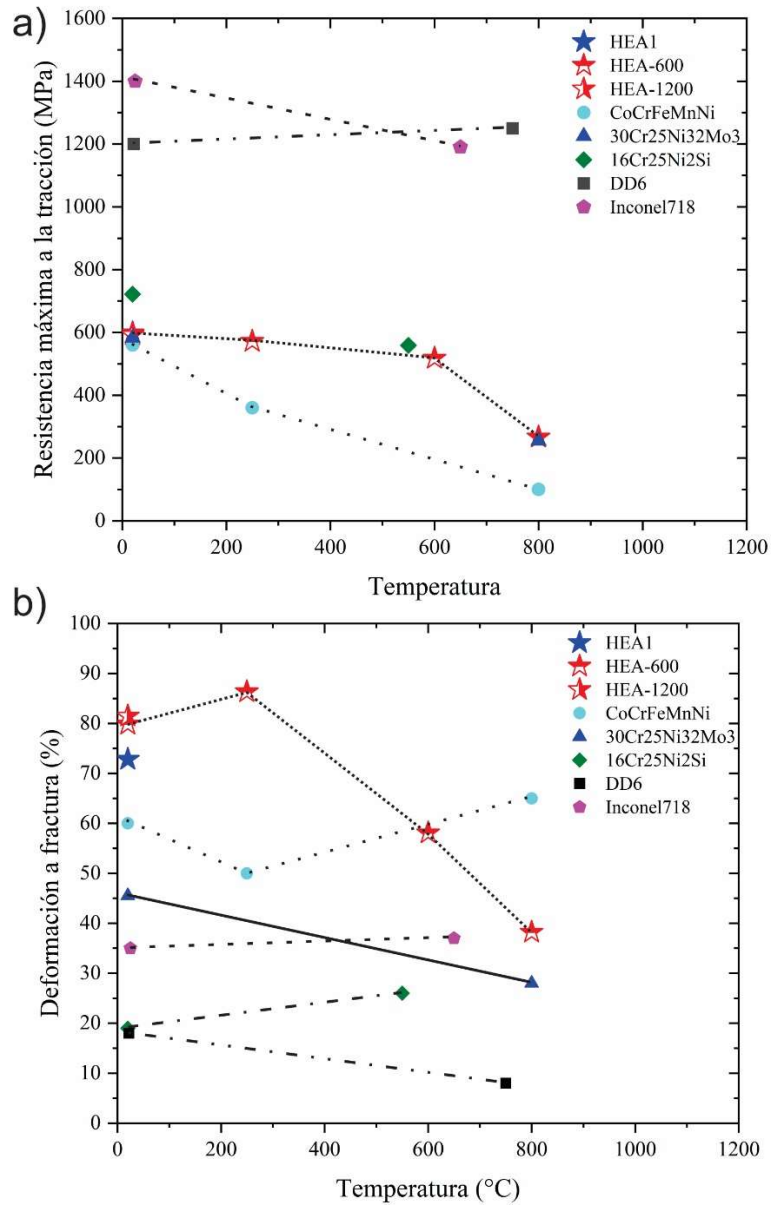 a)
1600
1400
1200
1000
800
600
400
200
0
Resistencia máxima a la tracción (MPa)
HEA1
HEA-600
HEA-1200
CoCrFeMnNi
30Cr25Ni32Mo3
16Cr25Ni2Si
DD6
Inconel718
0 200 400 600 800 1000 1200
Temperatura
b)
100
90
80
70
60
50
40
30
20
10
0
Deformación a fractura (%)
HEA1
HEA-600
HEA-1200
CoCrFeMnNi
30Cr25Ni32Mo3
16Cr25Ni2Si
DD6
Inconel718
0 200 400 600 800 1000 1200
Temperatura (°C)